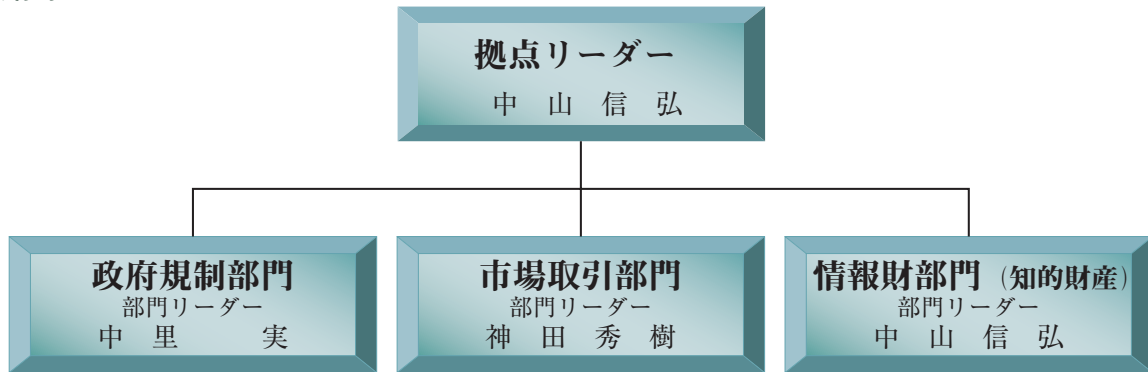 拠点リーダー
中山信弘
政府規制部門
部門リーダー
中里実
市場取引部門
部門リーダー
神田秀樹
情報財部門（知的財産）
部門リーダー
中山信弘